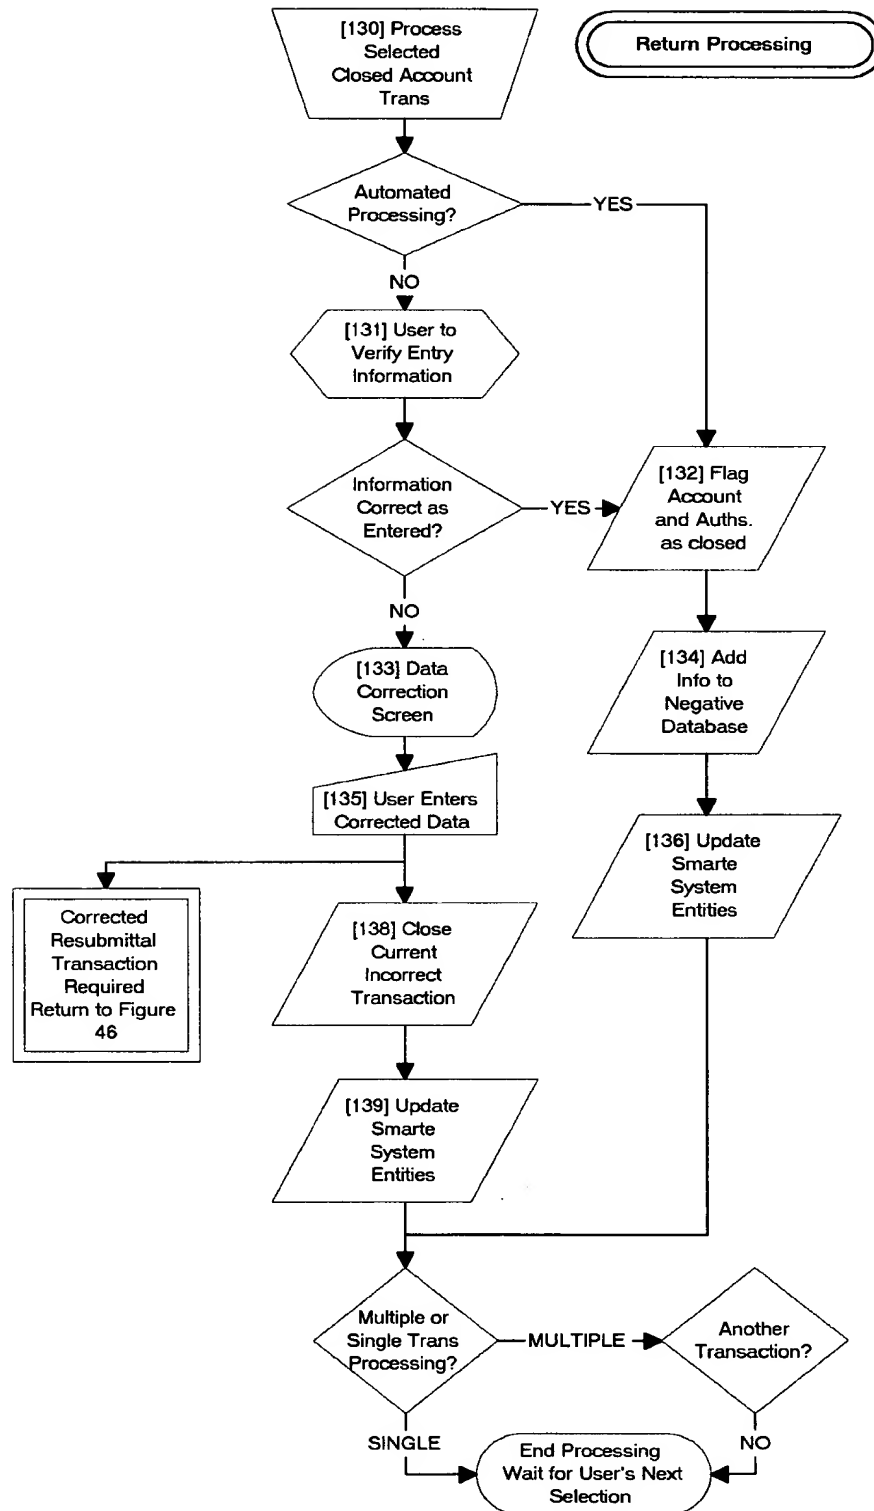 [130] Process
Selected
Closed Account
Trans
Return Processing
Automated
Processing?
YES
NO
[131] User to
Verify Entry
Information
Information
Correct as
Entered?
YES
[132] Flag
Account
and Auths.
as closed
NO
[133] Data
Correction
Screen
[134] Add
Info to
Negative
Database
[135] User Enters
Corrected Data
[136] Update
Smarte
System
Entities
Corrected
Resubmittal
Transaction
Required
Return to Figure
46
[138] Close
Current
Incorrect
Transaction
[139] Update
Smarte
System
Entities
Multiple or
Single Trans
Processing?
MULTIPLE
Another
Transaction?
SINGLE
NO
End Processing
Wait for User's Next
Selection